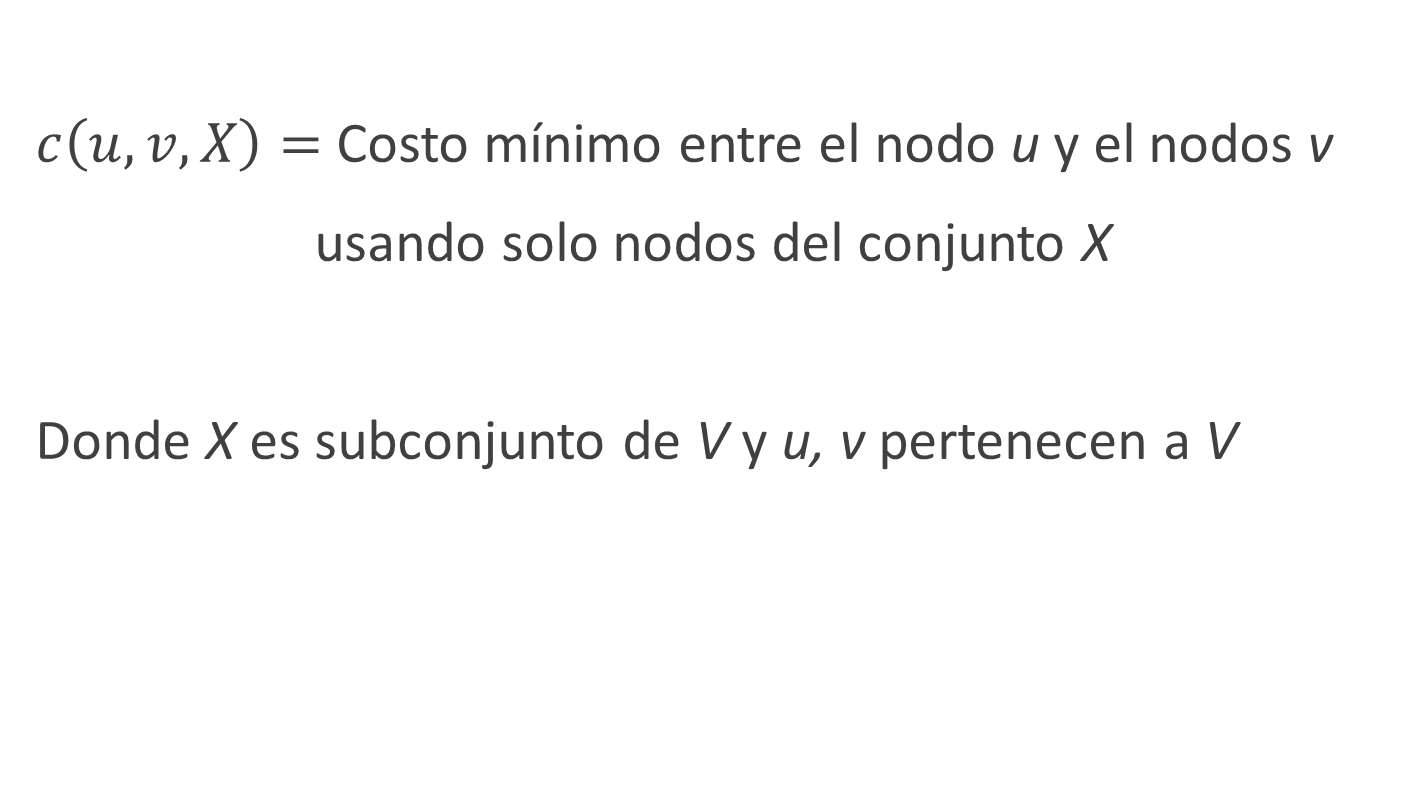 c(u, v, X) = Costo mínimo entre el nodo u y el nodos v
usando solo nodos del conjunto X
Donde X es subconjunto de V y u, v pertenecen a V